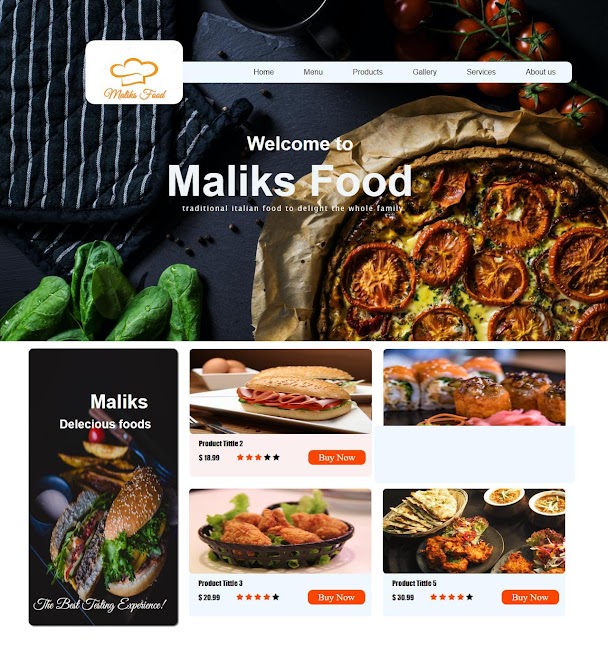 Maliks Food
Home Menu Products Gallery Services About us
Welcome to
Maliks Food
traditional italian food to delight the whole family
Maliks
Delecious foods
The Best Testing Experience!
Product Tittle 2
$ 18.99 Buy Now
Product Tittle 3
$ 20.99 Buy Now
Product Tittle 5
$ 30.99 Buy Now